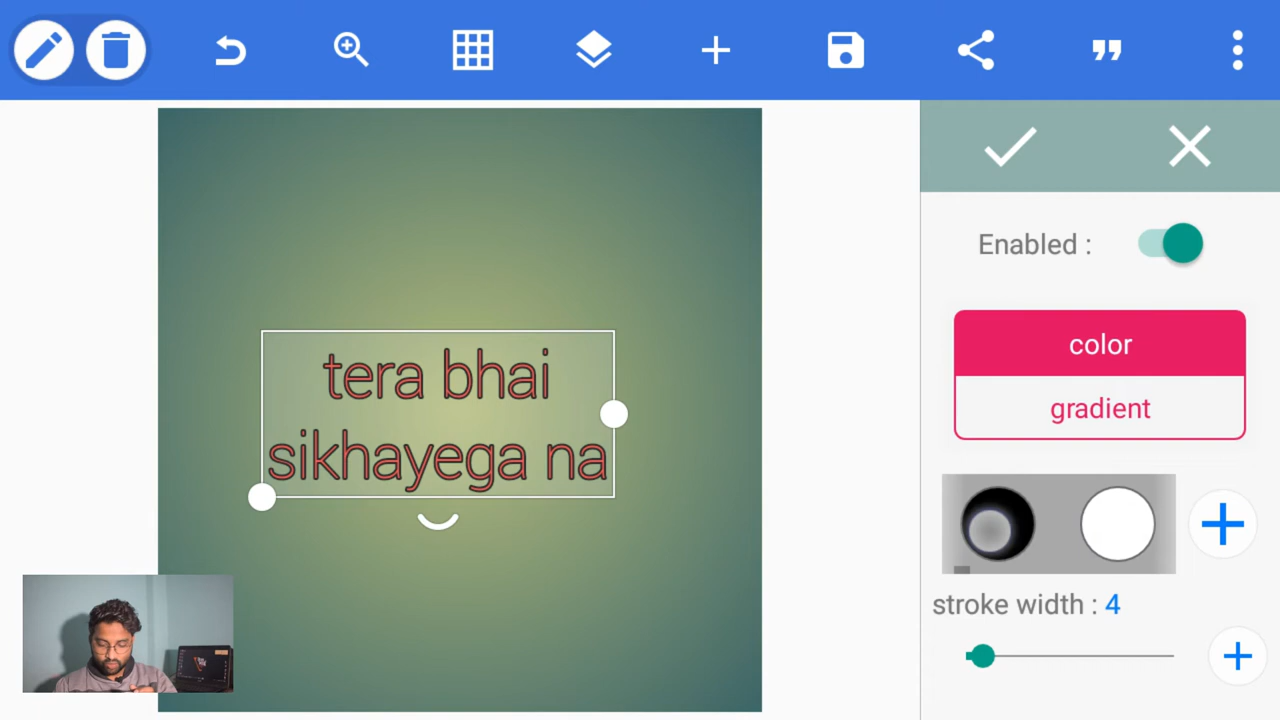 Enabled :
color
gradient
tera bhai
sikhayega na
stroke width : 4